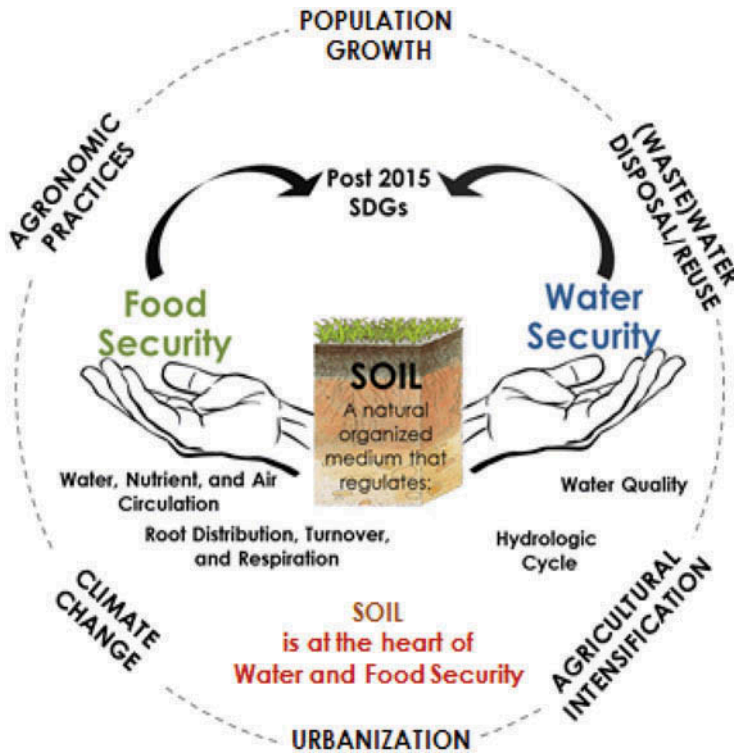 POPULATION
GROWTH
AGRONOMIC
PRACTICES
(WASTE)WATER
DISPOSAL/REUSE
Post 2015
SDGs
Food
Security
Water
Security
SOIL
A natural
organized
medium that
regulates:
Water, Nutrient, and Air
Circulation
Water Quality
Root Distribution, Turnover,
and Respiration
Hydrologic
Cycle
CLIMATE
CHANGE
SOIL
is at the heart of
Water and Food Security
AGRICULTURAL
INTENSIFICATION
URBANIZATION